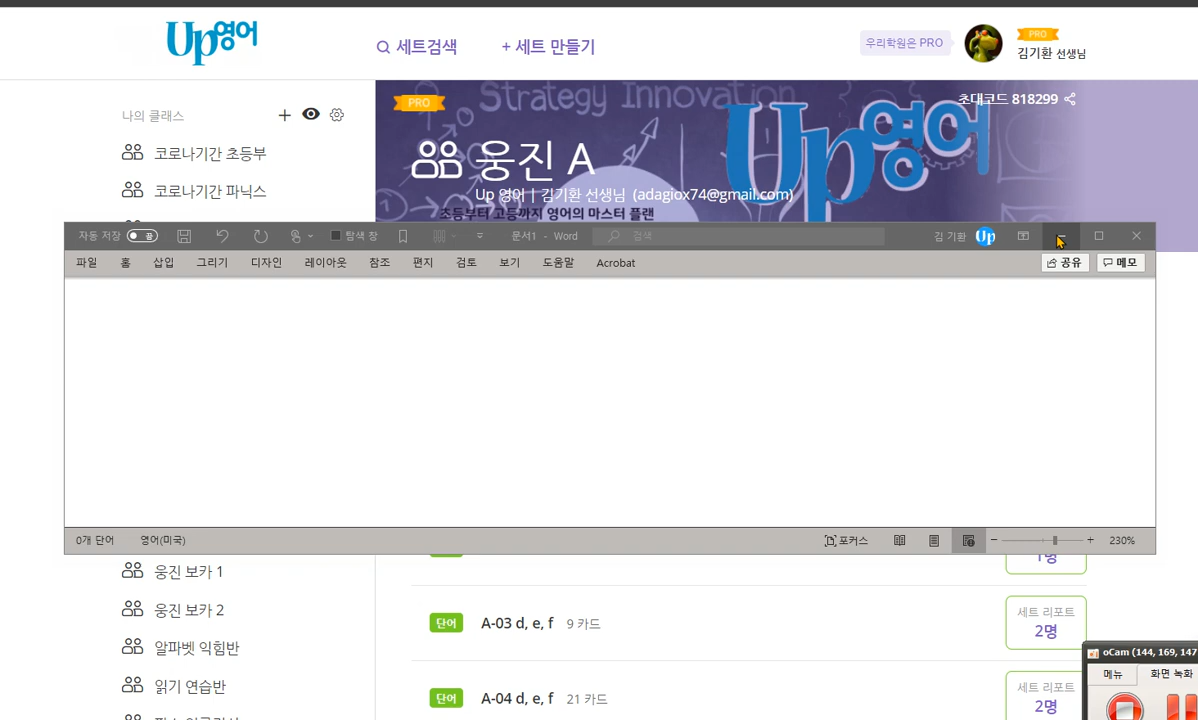 Up영어
세트검색
+ 세트 만들기
우리학원은 PRO
PRO
김기환 선생님
나의 클래스
코로나기간 초등부
코로나기간 파닉스
PRO
Strategy Innovation
초대코드 818299
웅진 A
Up영어
Up 영어 | 김기환 선생님 (adagiox74@gmail.com)
초등부터 고등까지 영어의 마스터 플랜
자동 저장 끔
탐색 창
문서1 - Word
검색
김 기환
Up
파일 홈 삽입 그리기 디자인 레이아웃 참조 편지 검토 보기 도움말 Acrobat
공유
메모
0개 단어
영어(미국)
포커스
230%
1명
웅진 보카 1
웅진 보카 2
알파벳 익힘반
읽기 연습반
단어 A-03 d, e, f 9 카드
세트 리포트
2명
단어 A-04 d, e, f 21 카드
세트 리포트
2명
oCam (144, 169, 147
메뉴
화면 녹화